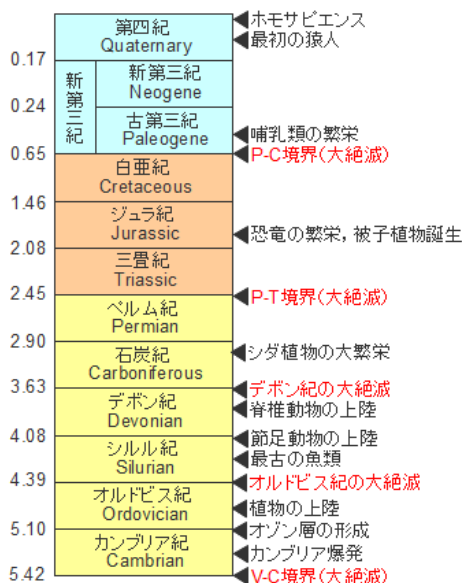 第四紀
Quaternary
ホモサピエンス
最初の猿人
0.17
新第三紀
新第三紀
Neogene
0.24
古第三紀
Paleogene
哺乳類の繁栄
0.65
P-C境界(大絶滅)
白亜紀
Cretaceous
1.46
ジュラ紀
Jurassic
恐竜の繁栄,被子植物誕生
2.08
三畳紀
Triassic
2.45
P-T境界(大絶滅)
ペルム紀
Permian
2.90
石炭紀
Carboniferous
シダ植物の大繁栄
3.63
デボン紀の大絶滅
デボン紀
Devonian
脊椎動物の上陸
4.08
節足動物の上陸
シルル紀
Silurian
最古の魚類
4.39
オルドビス紀の大絶滅
オルドビス紀
Ordovician
植物の上陸
5.10
オゾン層の形成
カンブリア紀
Cambrian
カンブリア爆発
5.42
V-C境界(大絶滅)